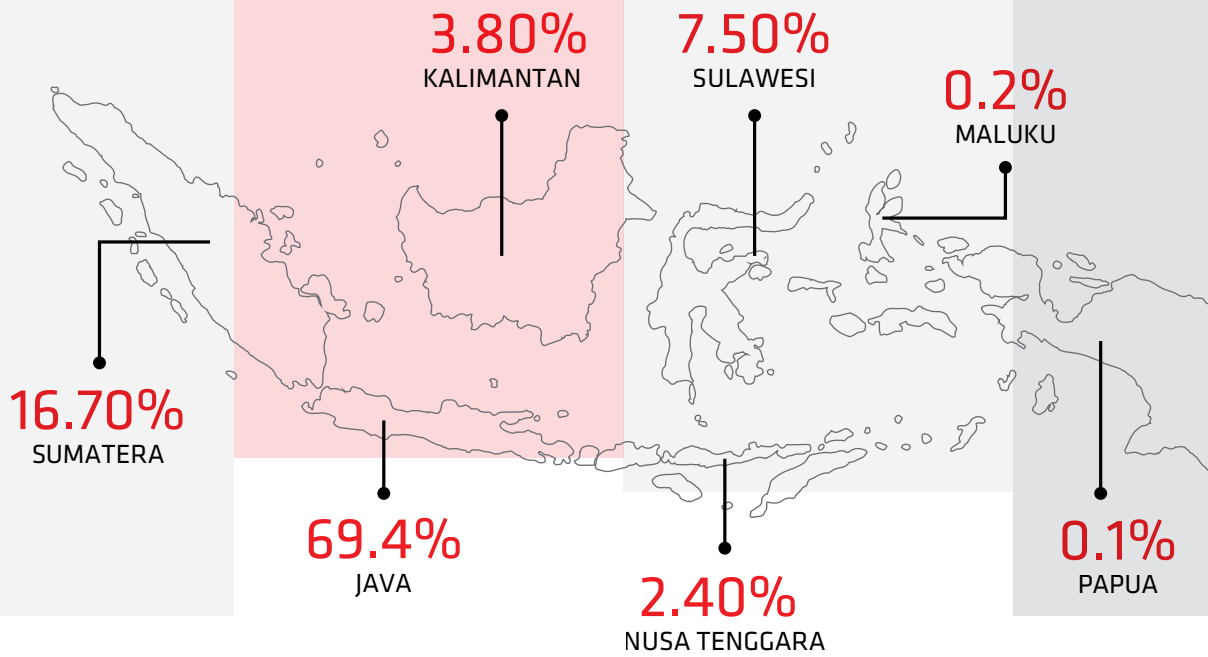 3.80%
KALIMANTAN
7.50%
SULAWESI
0.2%
MALUKU
16.70%
SUMATERA
69.4%
JAVA
2.40%
NUSA TENGGARA
0.1%
PAPUA